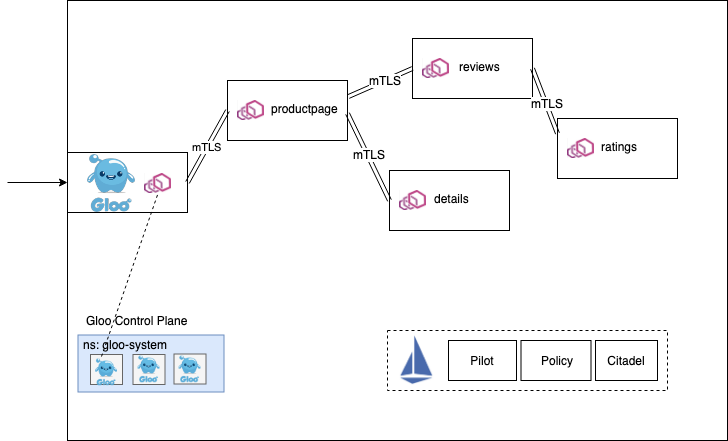 reviews
mTLS
productpage
mTLS
ratings
mTLS
mTLS
details
Gloo
Gloo Control Plane
ns: gloo-system
Gloo
Gloo
Gloo
Pilot
Policy
Citadel